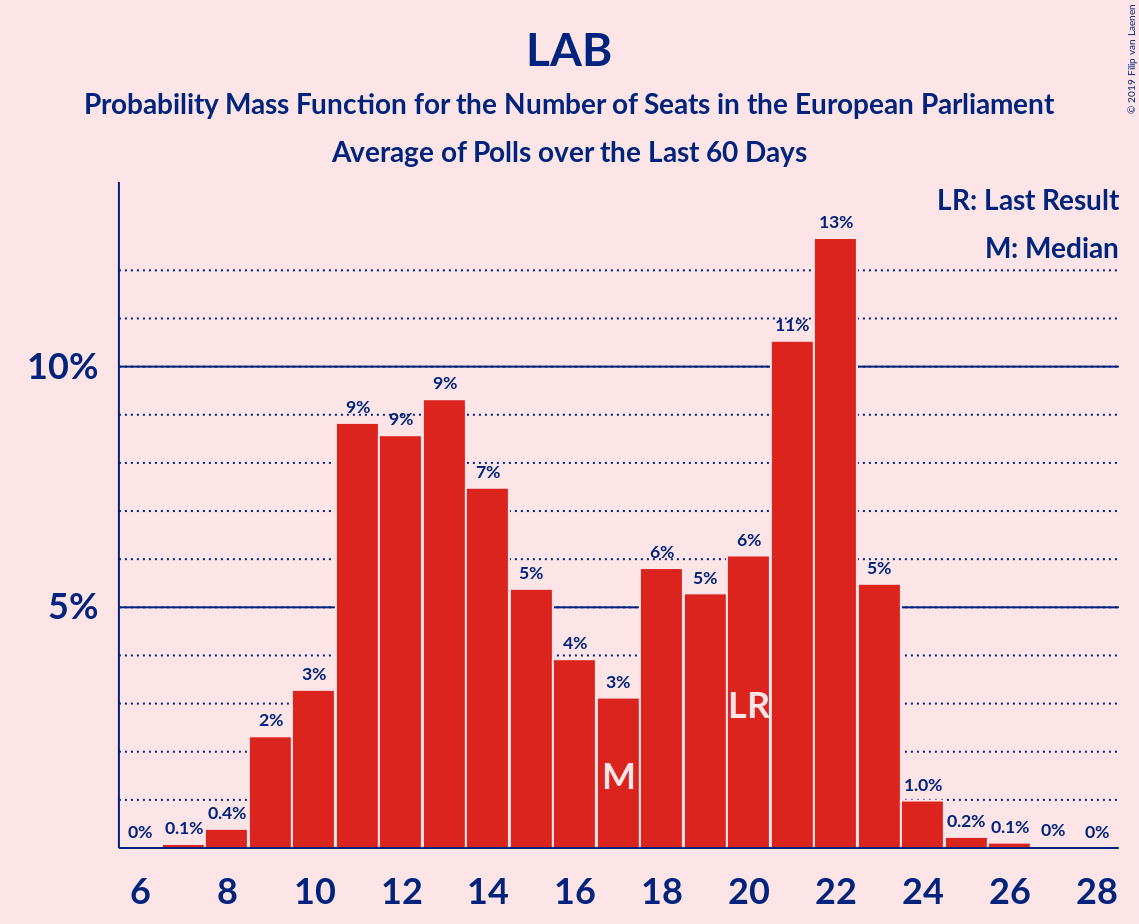 LAB
Probability Mass Function for the Number of Seats in the European Parliament
Average of Polls over the Last 60 Days
© 2019 Filip van Laenen
LR: Last Result
M: Median
10%
5%
0%
0.1%
0.4%
2%
3%
9%
9%
9%
7%
5%
4%
3%
6%
5%
6%
11%
13%
5%
1.0%
0.2%
0.1%
0%
0%
M
LR
6 8 10 12 14 16 18 20 22 24 26 28